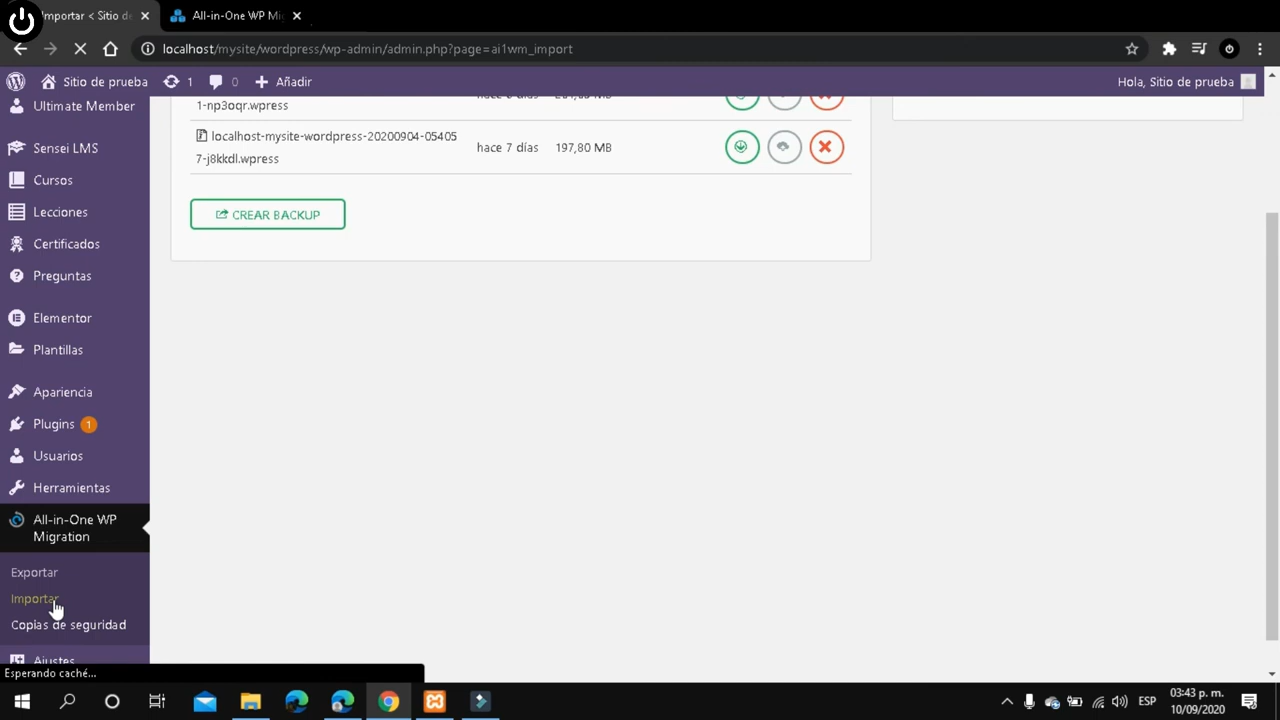 Importar < Sitio de
All-in-One WP Mi
localhost/mysite/wordpress/wp-admin/admin.php?page=ai1wm_import
Sitio de prueba
1
0
Añadir
Hola, Sitio de prueba
Ultimate Member
Sensei LMS
Cursos
Lecciones
Certificados
Preguntas
Elementor
Plantillas
Apariencia
Plugins 1
Usuarios
Herramientas
All-in-One WP
Migration
Exportar
Importar
Copias de seguridad
Ajustes
1-np3oqr.wpress
localhost-mysite-wordpress-20200904-05405
7-j8kkdl.wpress
hace 7 días
197,80 MB
CREAR BACKUP
Esperando caché...
ESP
03:43 p. m.
10/09/2020